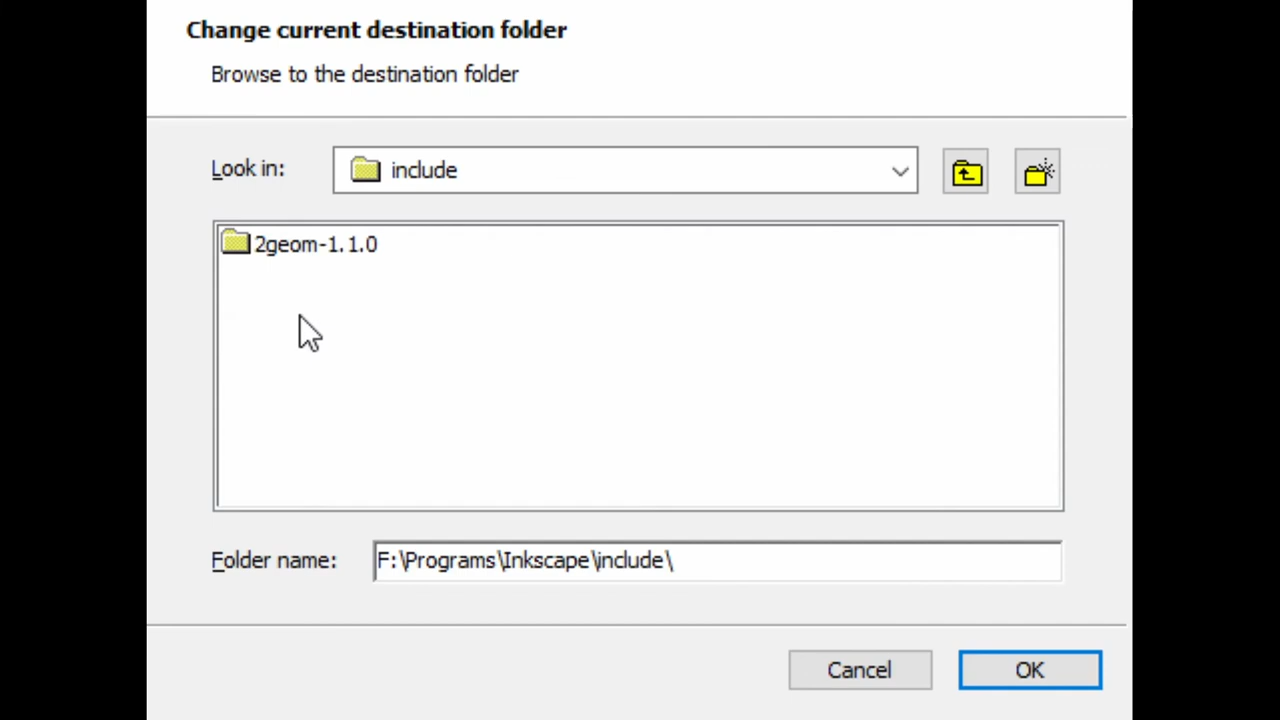 Change current destination folder
Browse to the destination folder
Look in:
include
2geom-1.1.0
Folder name:
F:\Programs\Inkscape\include\
Cancel
OK